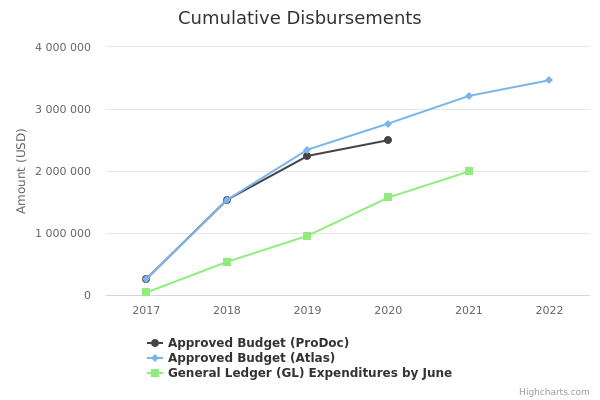 Cumulative Disbursements
4 000 000
3 000 000
2 000 000
1 000 000
0
Amount (USD)
2017 2018 2019 2020 2021 2022
Approved Budget (ProDoc)
Approved Budget (Atlas)
General Ledger (GL) Expenditures by June
Highcharts.com